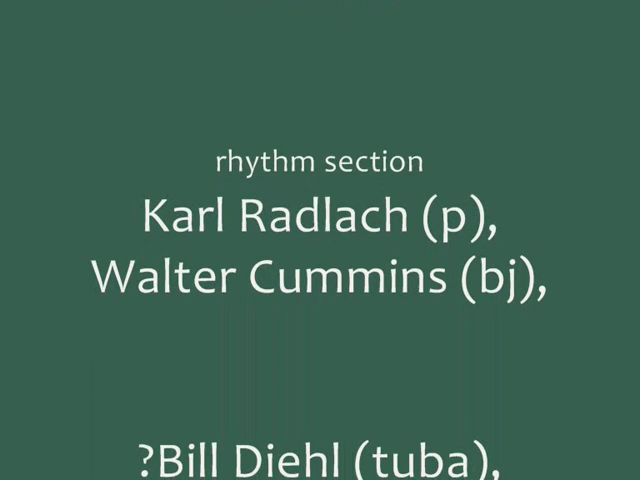 rhythm section
Karl Radlach (p),
Walter Cummins (bj),
?Bill Diehl (tuba),